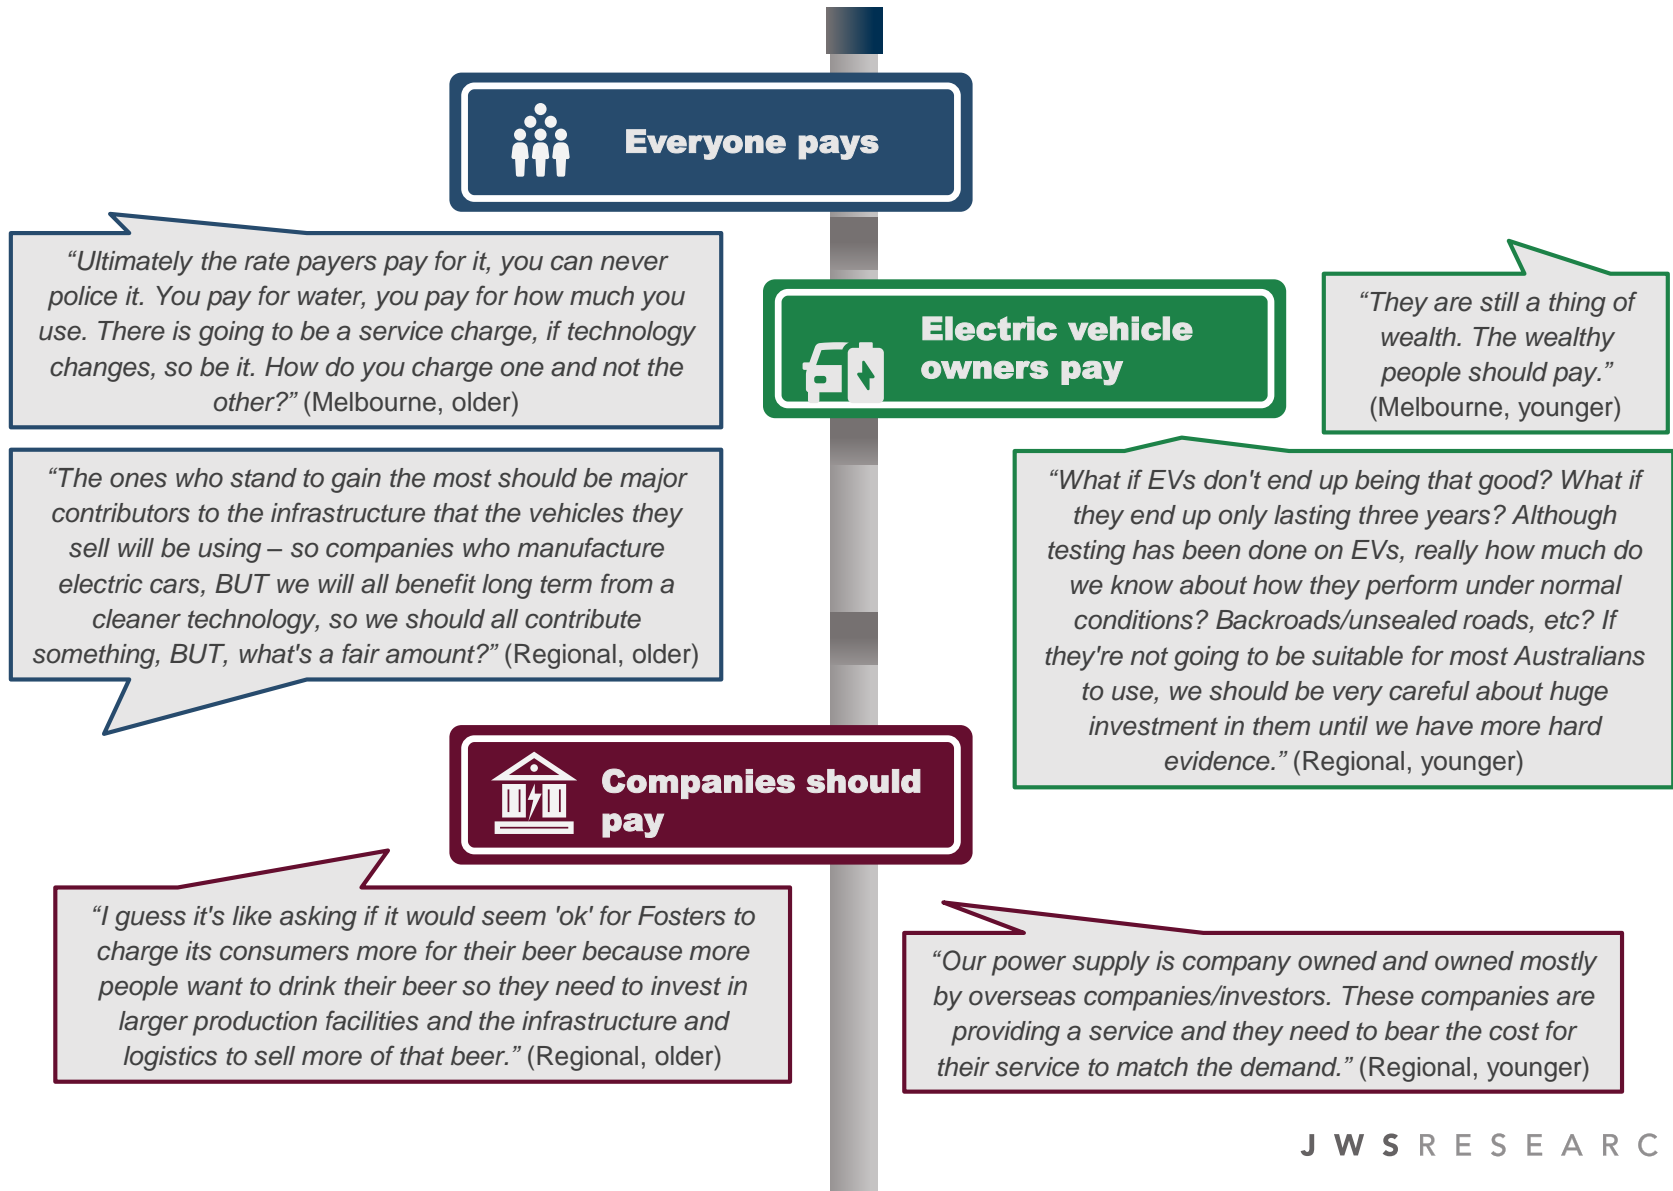 Everyone pays
“Ultimately the rate payers pay for it, you can never
police it. You pay for water, you pay for how much you
use. There is going to be a service charge, if technology
changes, so be it. How do you charge one and not the
other?” (Melbourne, older)
Electric vehicle
owners pay
“They are still a thing of
wealth. The wealthy
people should pay.”
(Melbourne, younger)
“The ones who stand to gain the most should be major
contributors to the infrastructure that the vehicles they
sell will be using – so companies who manufacture
electric cars, BUT we will all benefit long term from a
cleaner technology, so we should all contribute
something, BUT, what's a fair amount?” (Regional, older)
“What if EVs don't end up being that good? What if
they end up only lasting three years? Although
testing has been done on EVs, really how much do
we know about how they perform under normal
conditions? Backroads/unsealed roads, etc? If
they're not going to be suitable for most Australians
to use, we should be very careful about huge
investment in them until we have more hard
evidence.” (Regional, younger)
Companies should
pay
“I guess it's like asking if it would seem 'ok' for Fosters to
charge its consumers more for their beer because more
people want to drink their beer so they need to invest in
larger production facilities and the infrastructure and
logistics to sell more of that beer.” (Regional, older)
“Our power supply is company owned and owned mostly
by overseas companies/investors. These companies are
providing a service and they need to bear the cost for
their service to match the demand.” (Regional, younger)
JWSRESEARC